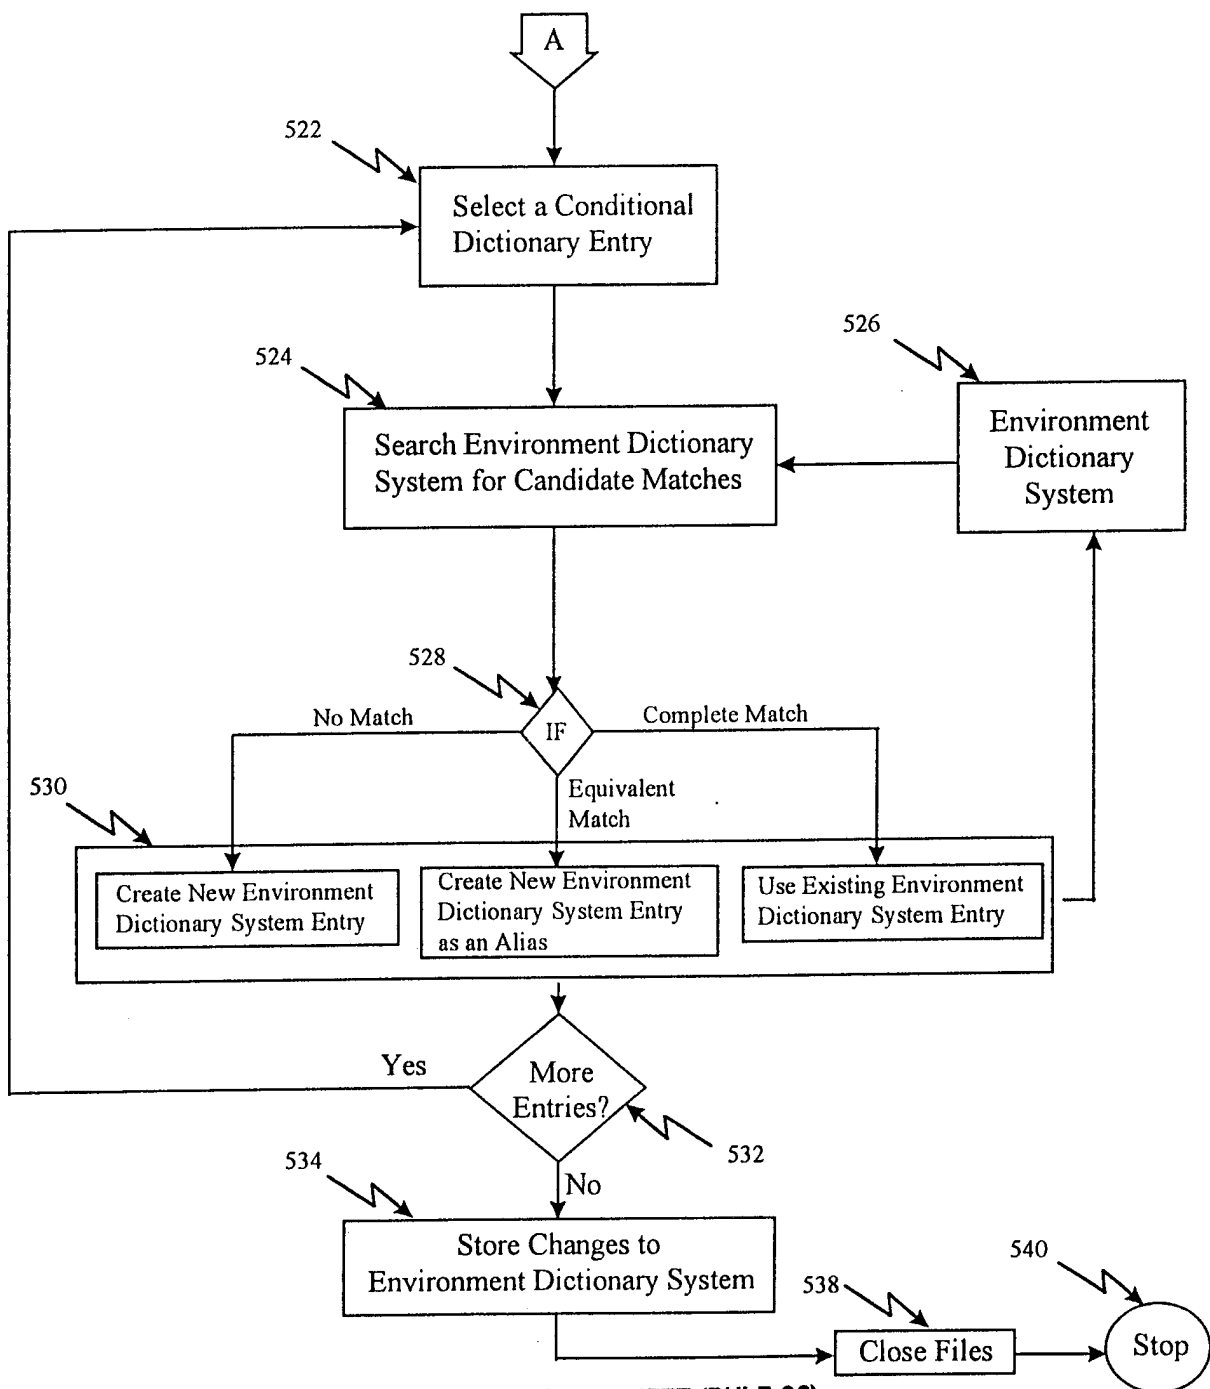 A
522
Select a Conditional
Dictionary Entry
526
524
Environment
Dictionary
System
Search Environment Dictionary
System for Candidate Matches
528
No Match
IF
Complete Match
Equivalent
Match
530
Create New Environment
Dictionary System Entry
Create New Environment
Dictionary System Entry
as an Alias
Use Existing Environment
Dictionary System Entry
Yes
More
Entries?
532
534
No
Store Changes to
Environment Dictionary System
540
538
Close Files
Stop
(RULE 26)